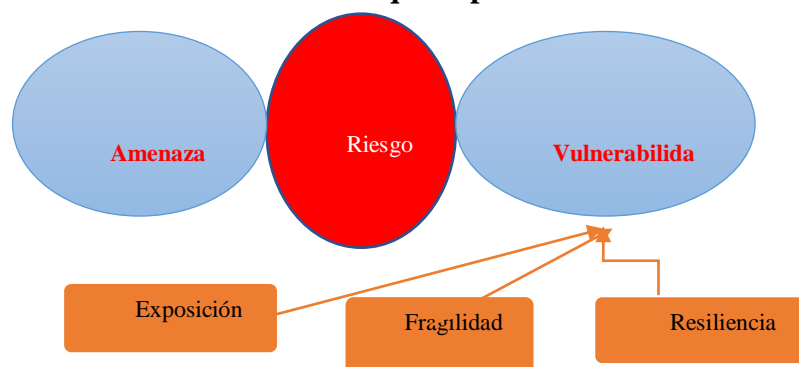 Amenaza
Riesgo
Vulnerabilida
Exposición
Fragilidad
Resiliencia